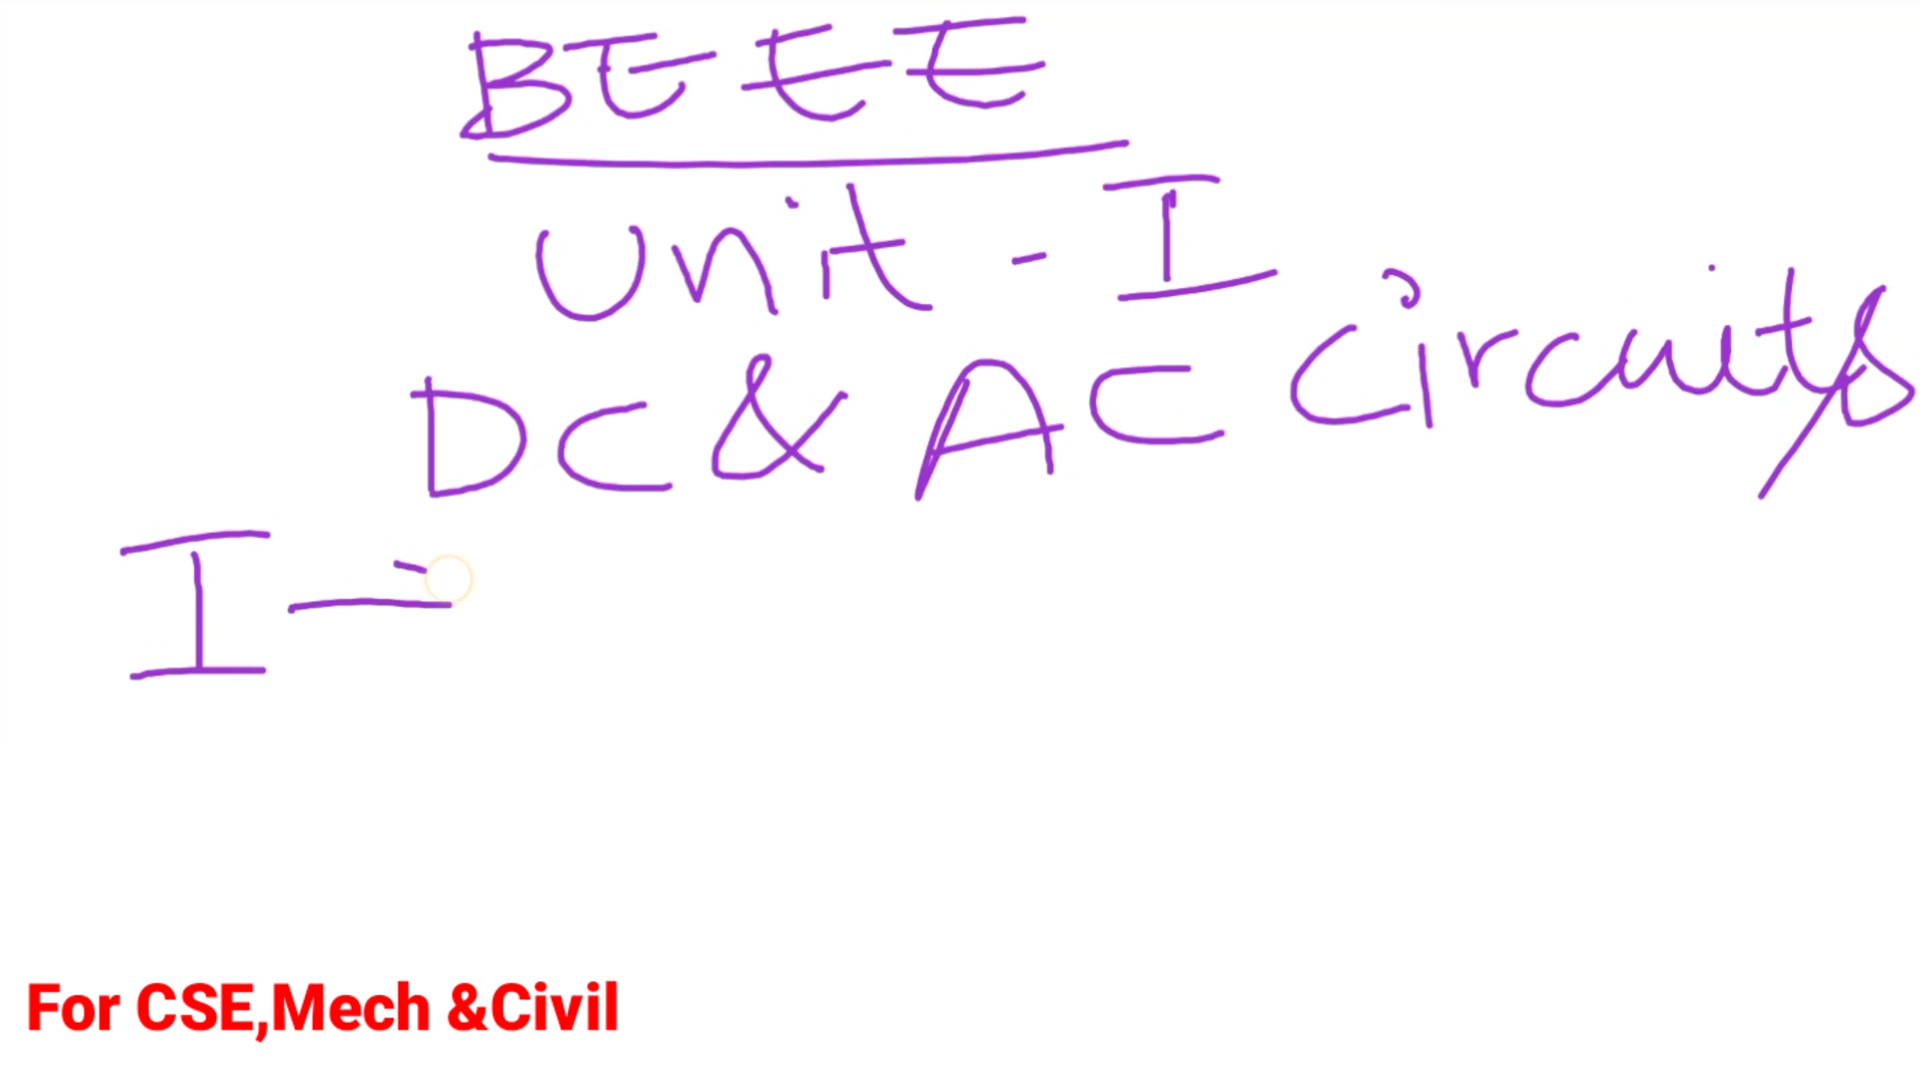 BEEE
Unit - I
DC & AC Circuits
I -
For CSE,Mech &Civil